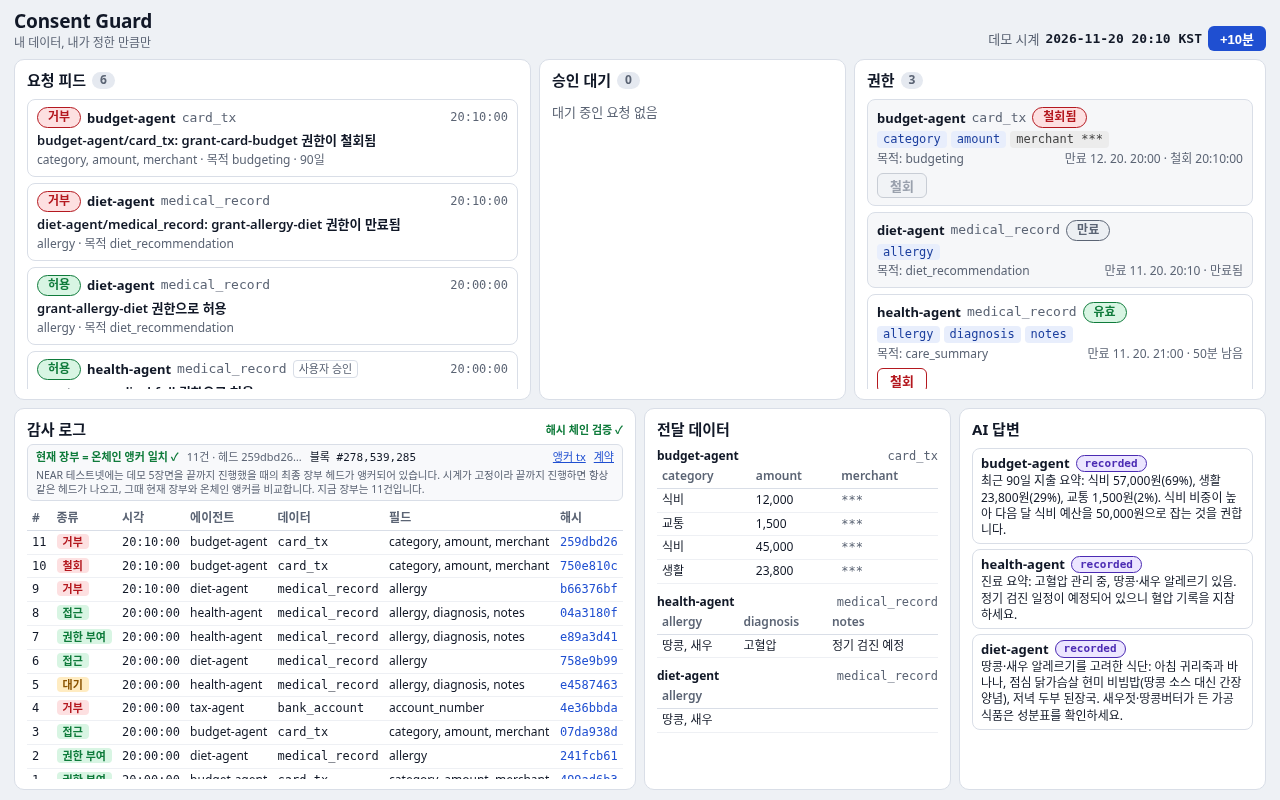 Consent Guard
내 데이터, 내가 정한 만큼만
데모 시계 2026-11-20 20:10 KST +10분
요청 피드 6
거부 budget-agent card_tx 20:10:00
budget-agent/card_tx: grant-card-budget 권한이 철회됨
category, amount, merchant · 목적 budgeting · 90일
거부 diet-agent medical_record 20:10:00
diet-agent/medical_record: grant-allergy-diet 권한이 만료됨
allergy · 목적 diet_recommendation
허용 diet-agent medical_record 20:00:00
grant-allergy-diet 권한으로 허용
allergy · 목적 diet_recommendation
허용 health-agent medical_record 사용자 승인 20:00:00
승인 대기 0
대기 중인 요청 없음
권한 3
budget-agent card_tx 철회됨
category amount merchant ***
목적: budgeting 만료 12. 20. 20:00 · 철회 20:10:00
철회
diet-agent medical_record 만료
allergy
목적: diet_recommendation 만료 11. 20. 20:10 · 만료됨
health-agent medical_record 유효
allergy diagnosis notes
목적: care_summary 만료 11. 20. 21:00 · 50분 남음
철회
감사 로그 해시 체인 검증 ✓
현재 장부 = 온체인 앵커 일치 ✓ 11건 · 헤드 259dbd26... 블록 #278,539,285 앵커 tx 계약
NEAR 테스트넷에는 데모 5장면을 끝까지 진행했을 때의 최종 장부 헤드가 앵커되어 있습니다. 시계가 고정이라 끝까지 진행하면 항상
같은 헤드가 나오고, 그때 현재 장부와 온체인 앵커를 비교합니다. 지금 장부는 11건입니다.
# 종류 시각 에이전트 데이터 필드 해시
11 거부 20:10:00 budget-agent card_tx category, amount, merchant 259dbd26
10 철회 20:10:00 budget-agent card_tx category, amount, merchant 750e810c
9 거부 20:10:00 diet-agent medical_record allergy b66376bf
8 접근 20:00:00 health-agent medical_record allergy, diagnosis, notes 04a3180f
7 권한 부여 20:00:00 health-agent medical_record allergy, diagnosis, notes e89a3d41
6 접근 20:00:00 diet-agent medical_record allergy 758e9b99
5 대기 20:00:00 health-agent medical_record allergy, diagnosis, notes e4587463
4 거부 20:00:00 tax-agent bank_account account_number 4e36bbda
3 접근 20:00:00 budget-agent card_tx category, amount, merchant 07da938d
2 권한 부여 20:00:00 diet-agent medical_record allergy 241fcb61
전달 데이터
budget-agent card_tx
category amount merchant
식비 12,000 ***
교통 1,500 ***
식비 45,000 ***
생활 23,800 ***
health-agent medical_record
allergy diagnosis notes
땅콩, 새우 고혈압 정기 검진 예정
diet-agent medical_record
allergy
땅콩, 새우
AI 답변
budget-agent recorded
최근 90일 지출 요약: 식비 57,000원(69%), 생활
23,800원(29%), 교통 1,500원(2%). 식비 비중이 높
아 다음 달 식비 예산을 50,000원으로 잡는 것을 권합
니다.
health-agent recorded
진료 요약: 고혈압 관리 중, 땅콩·새우 알레르기 있음.
정기 검진 일정이 예정되어 있으니 혈압 기록을 지참
하세요.
diet-agent recorded
땅콩·새우 알레르기를 고려한 식단: 아침 귀리죽과 바
나나, 점심 닭가슴살 현미 비빔밥(땅콩 소스 대신 간장
양념), 저녁 두부 된장국. 새우젓·땅콩버터가 든 가공
식품은 성분표를 확인하세요.